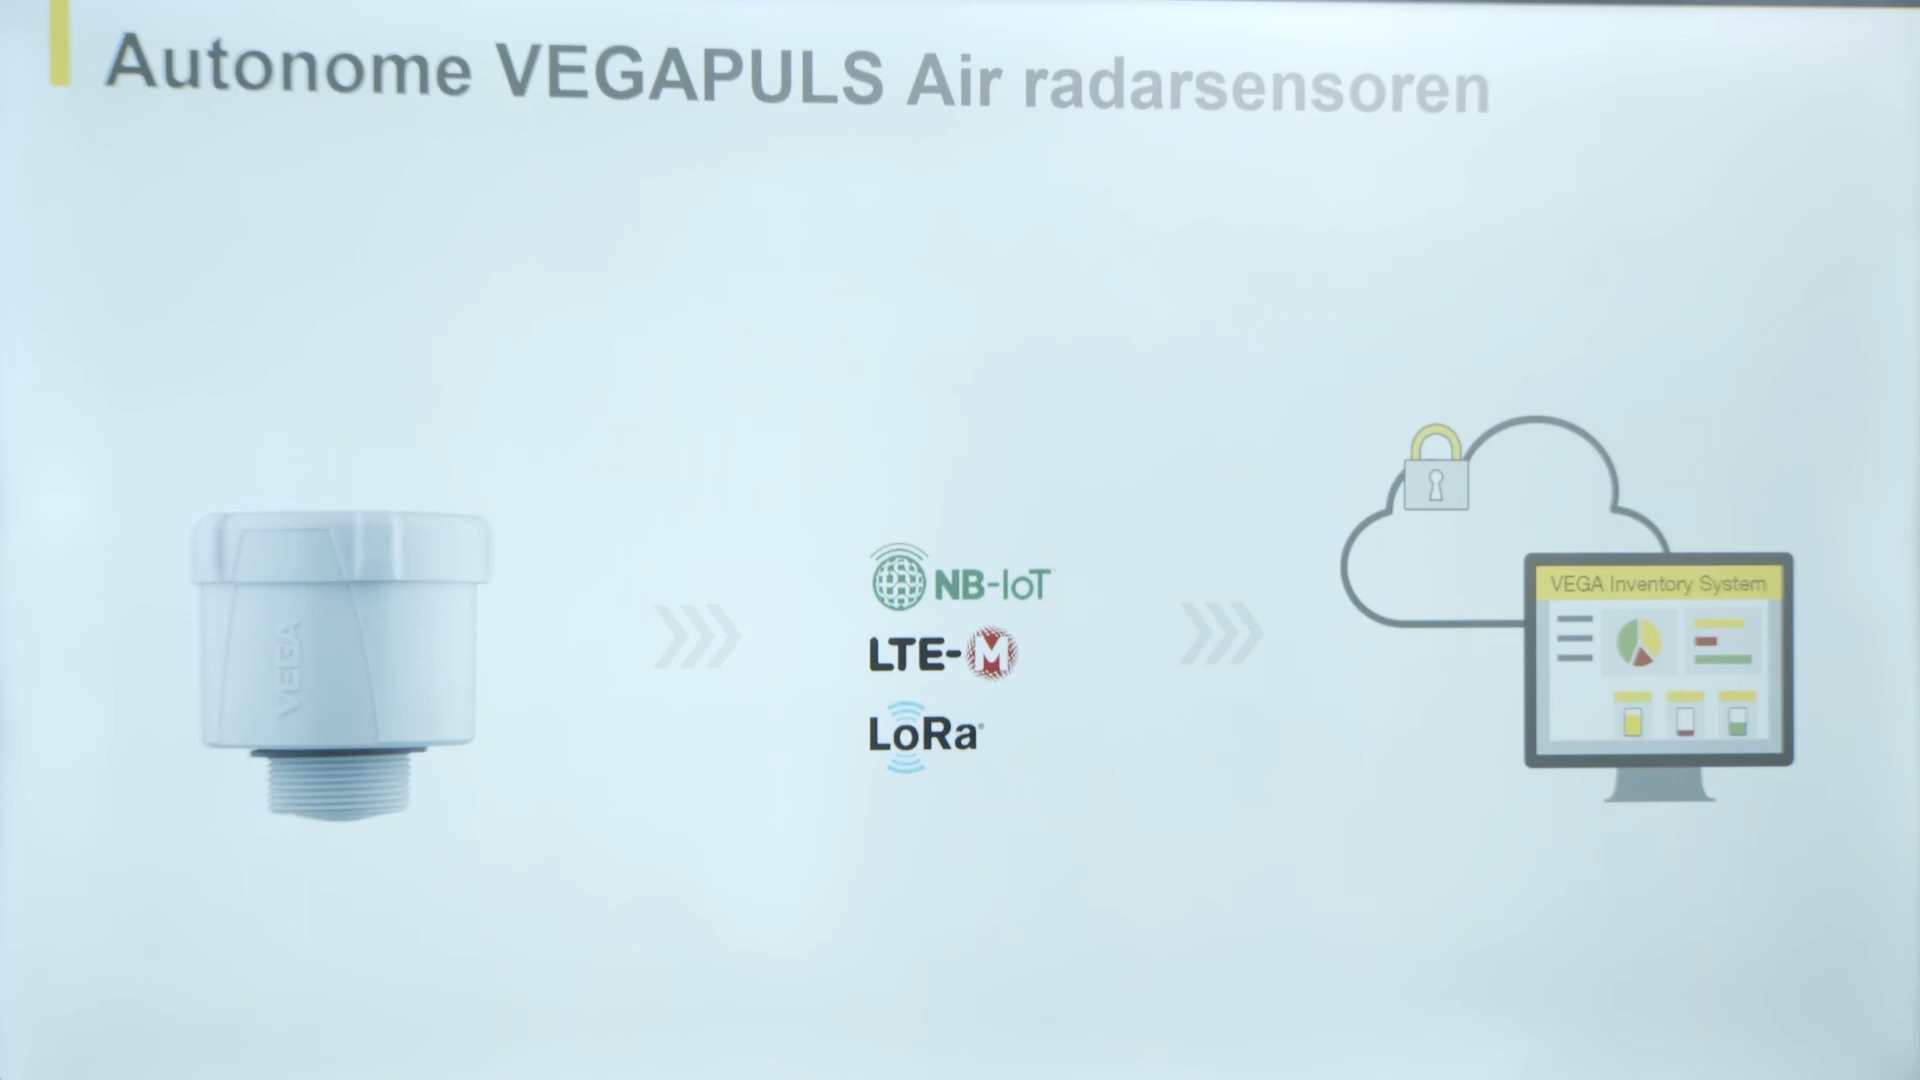 Autonome VEGAPULS Air radarsensoren
VEGA
NB-IoT
LTE-M
LoRa
VEGA Inventory System